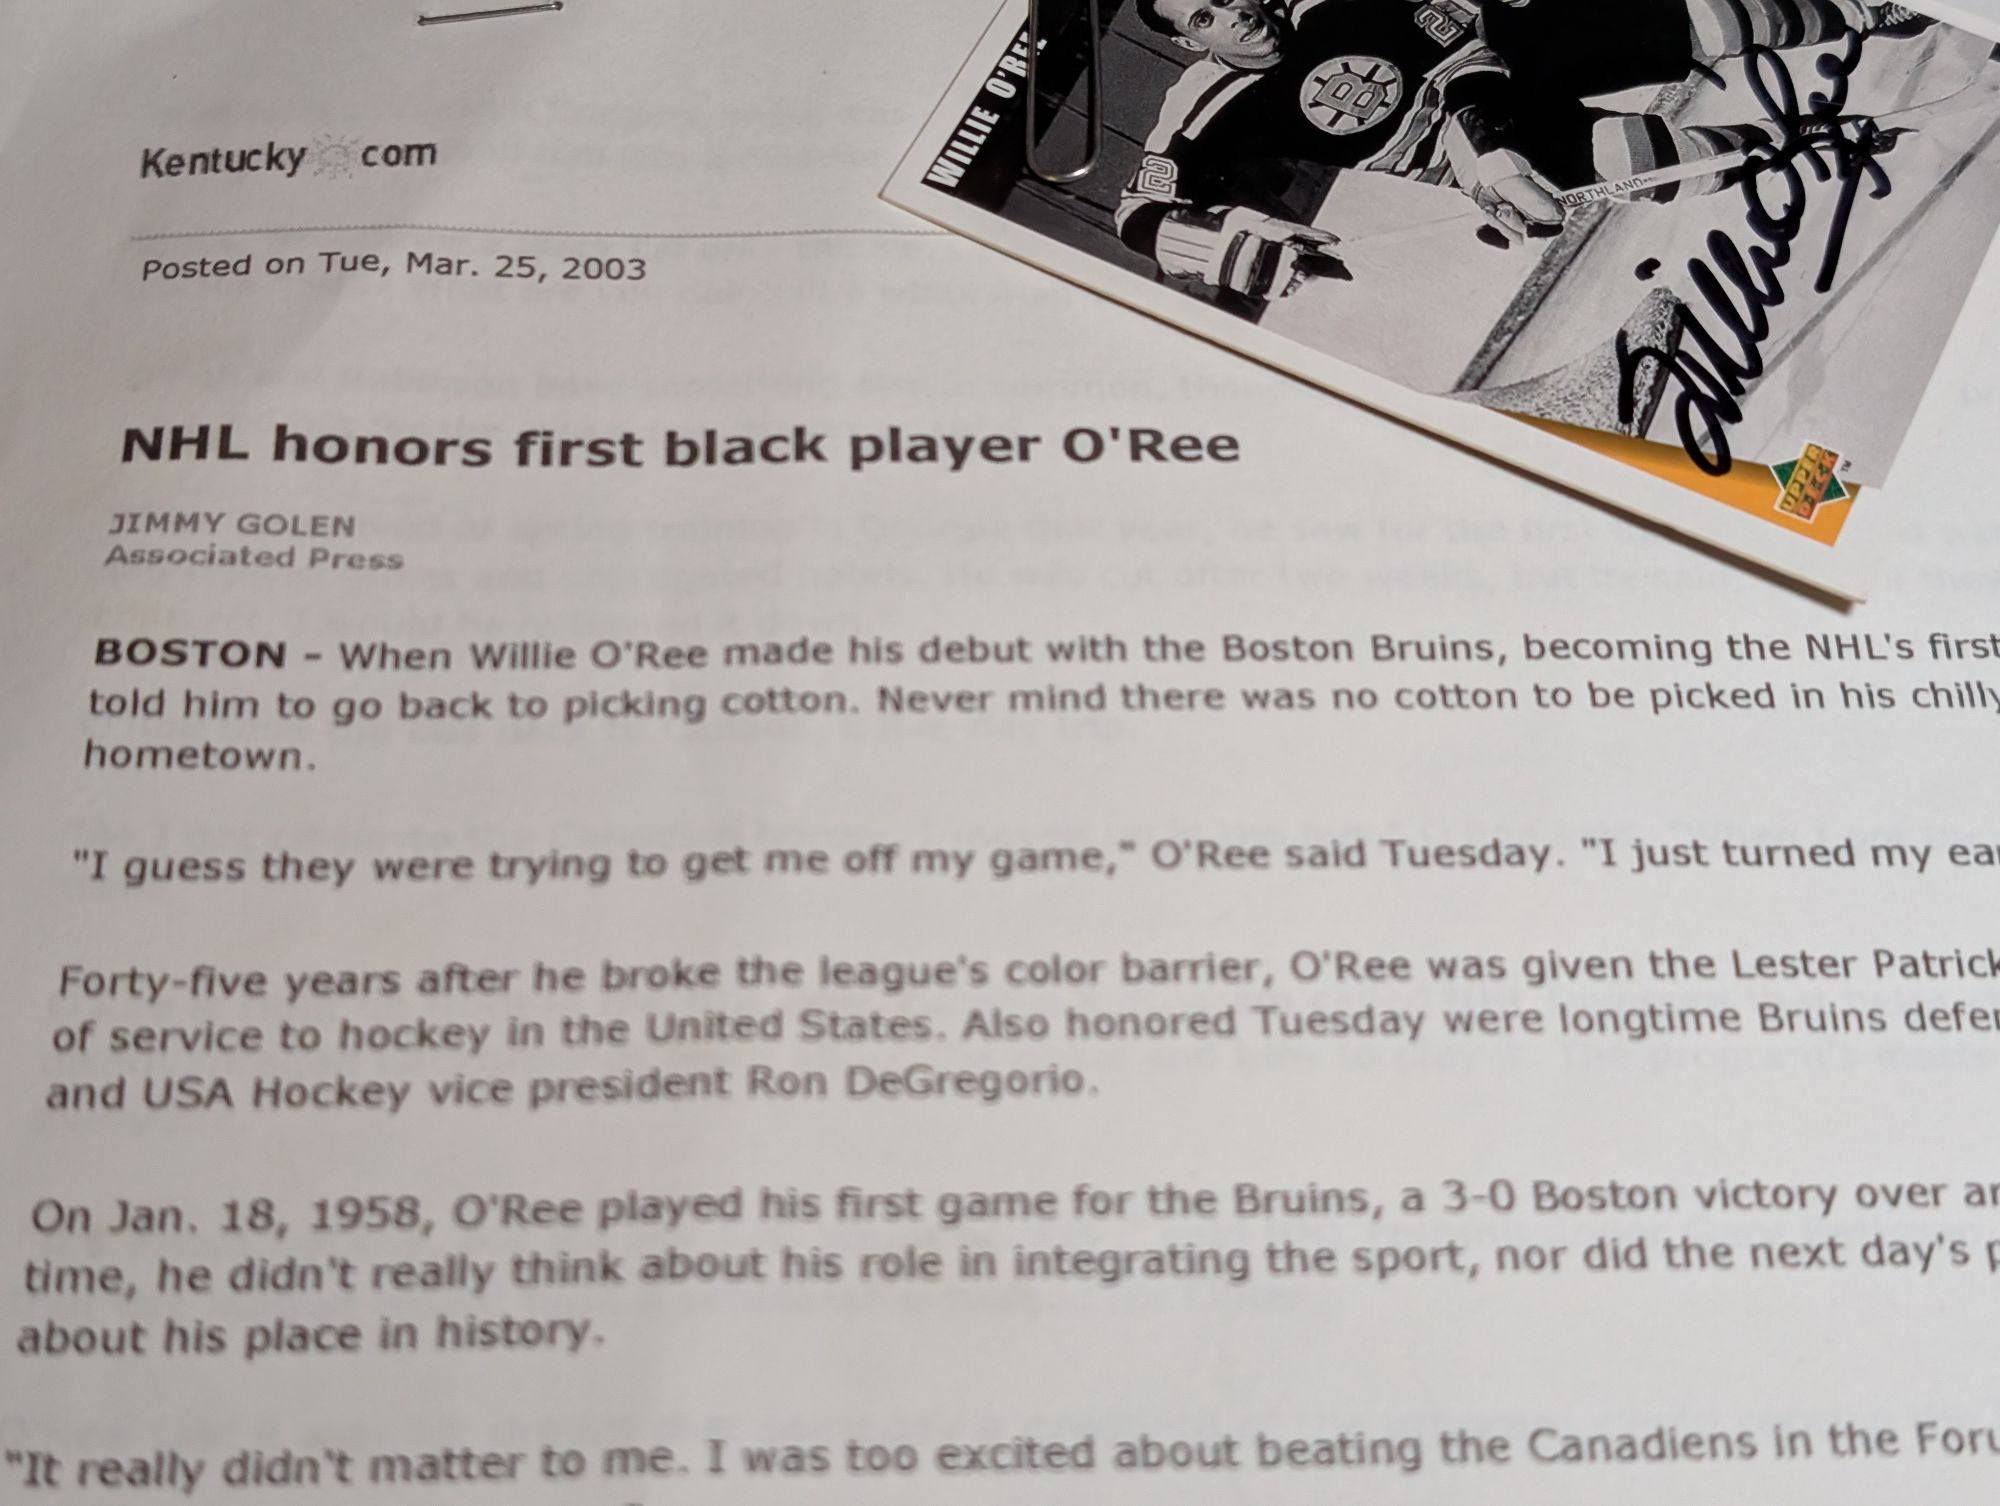 Kentucky com
Posted on Tue, Mar. 25, 2003
WILLIE O'REE
B
22
NORTHLAND
Willie O'Ree
UPPER DECK
TM
NHL honors first black player O'Ree
JIMMY GOLEN
Associated Press
BOSTON - When Willie O'Ree made his debut with the Boston Bruins, becoming the NHL's first
told him to go back to picking cotton. Never mind there was no cotton to be picked in his chilly
hometown.
"I guess they were trying to get me off my game," O'Ree said Tuesday. "I just turned my
Forty-five years after he broke the league's color barrier, O'Ree was given the Lester Patrick
of service to hockey in the United States. Also honored Tuesday were longtime Bruins
and USA Hockey vice president Ron DeGregorio.
On Jan. 18, 1958, O'Ree played his first game for the Bruins, a 3-0 Boston victory over
time, he didn't really think about his role in integrating the sport, nor did the next day's
about his place in history.
"It really didn't matter to me. I was too excited about beating the Canadiens in the